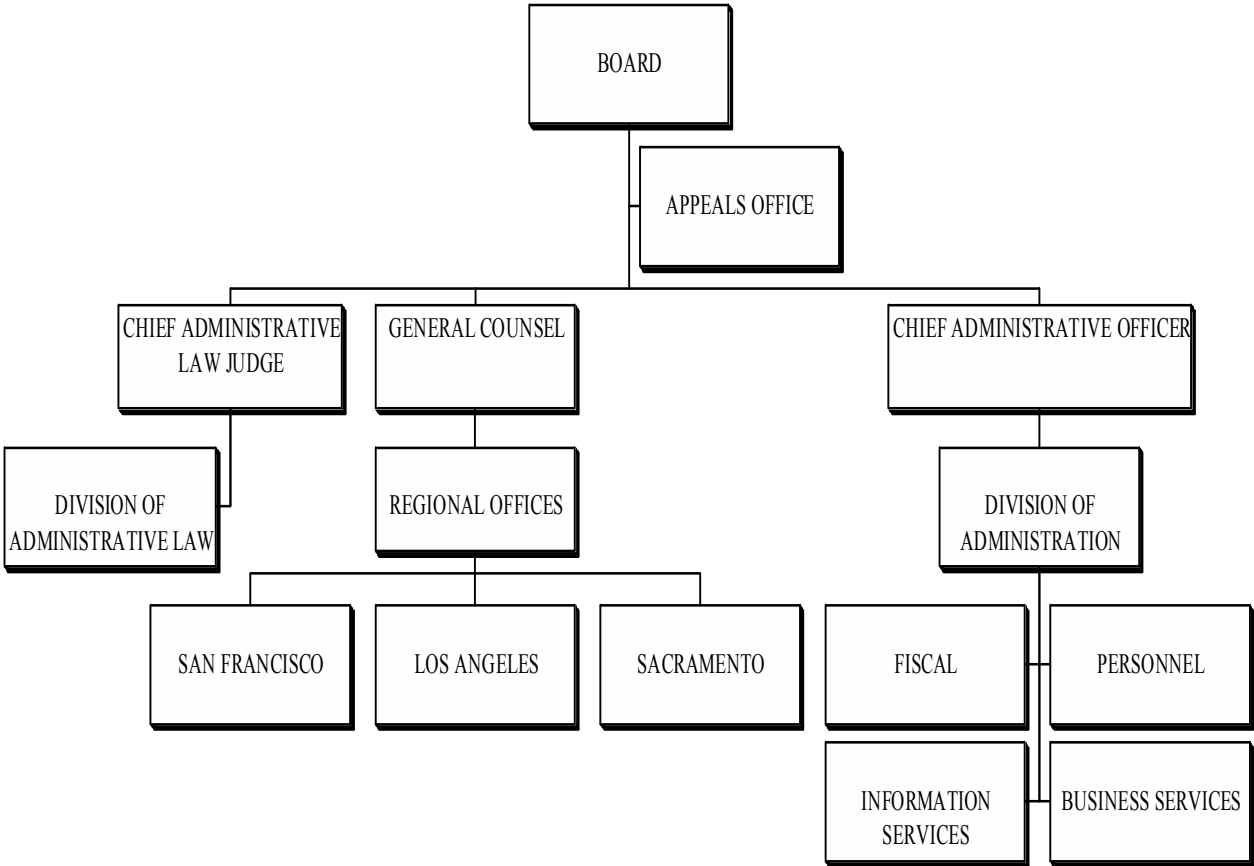 BOARD
APPEALS OFFICE
CHIEF ADMINISTRATIVE
LAW JUDGE
GENERAL COUNSEL
CHIEF ADMINISTRATIVE OFFICER
DIVISION OF
ADMINISTRATIVE LAW
REGIONAL OFFICES
DIVISION OF
ADMINISTRATION
SAN FRANCISCO
LOS ANGELES
SACRAMENTO
FISCAL
PERSONNEL
INFORMATION
SERVICES
BUSINESS SERVICES